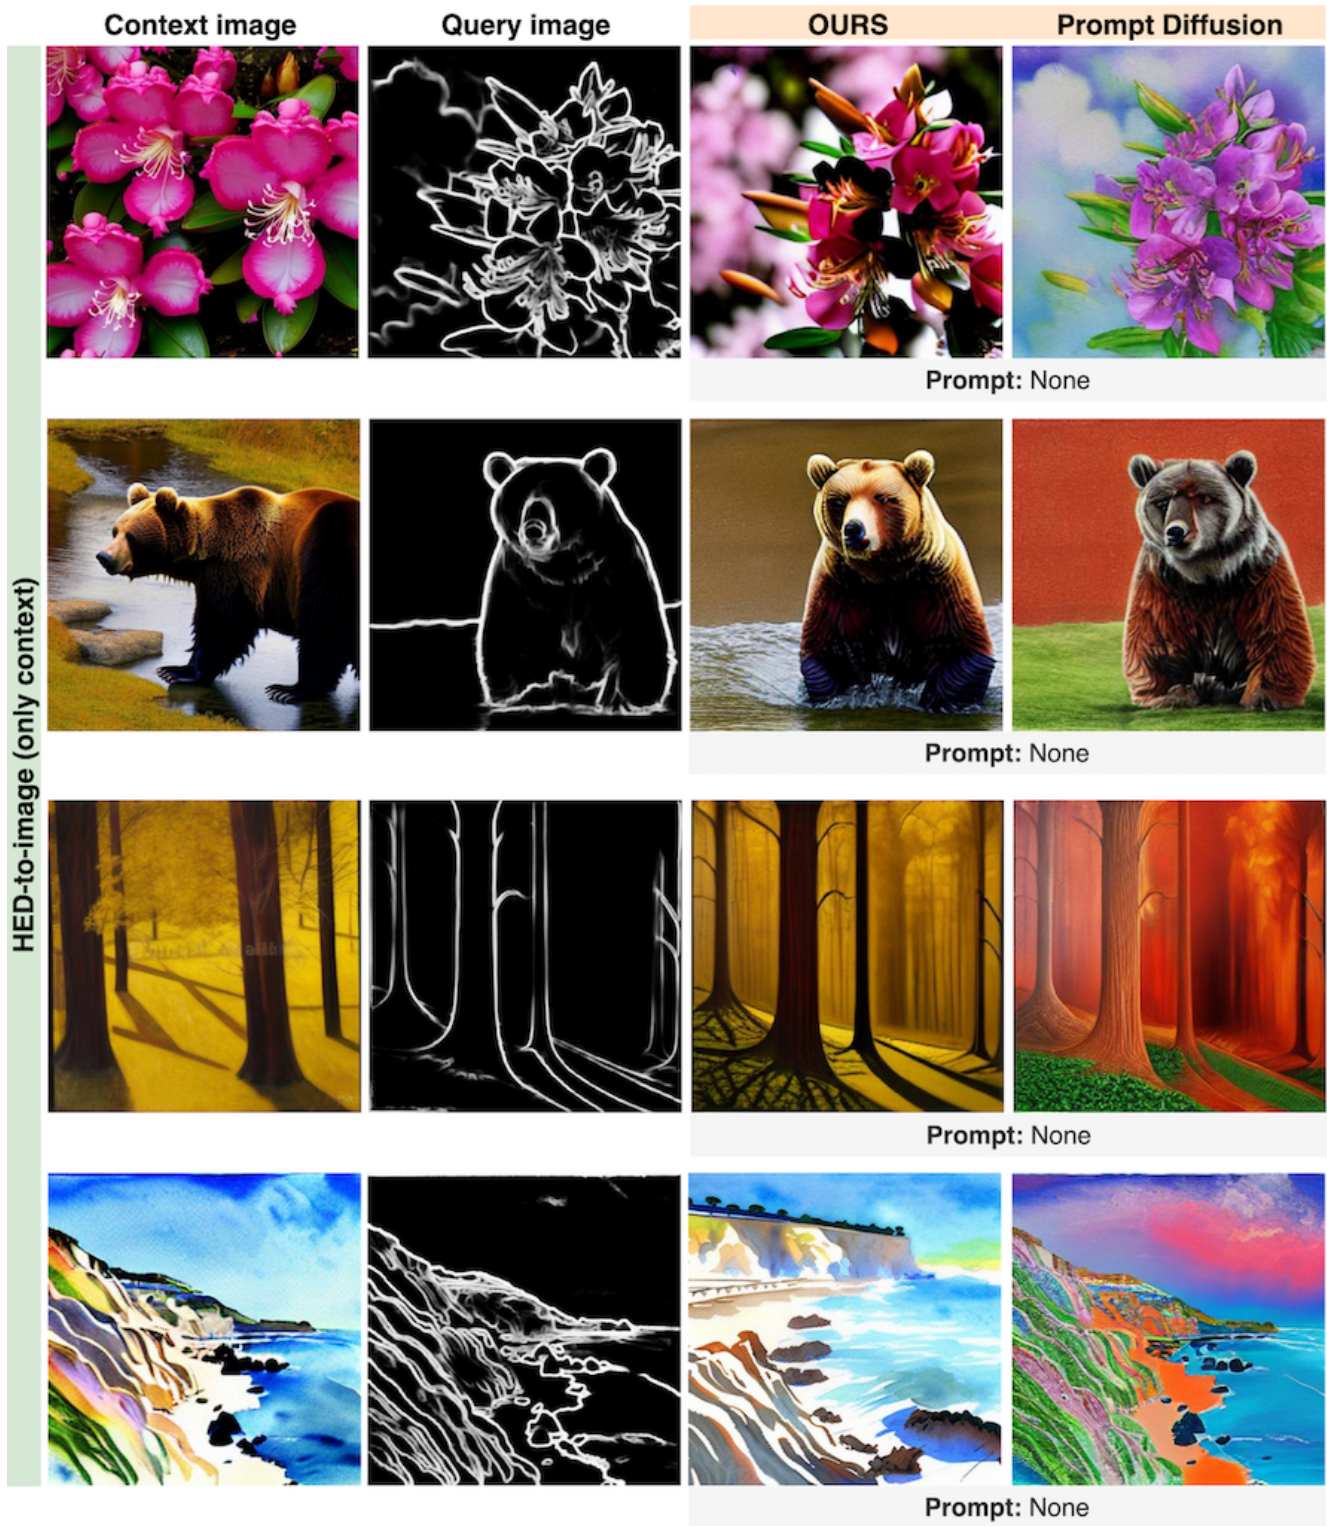 Context image
Query image
OURS
Prompt Diffusion
HED-to-image (only context)
Prompt: None
Prompt: None
Prompt: None
Prompt: None